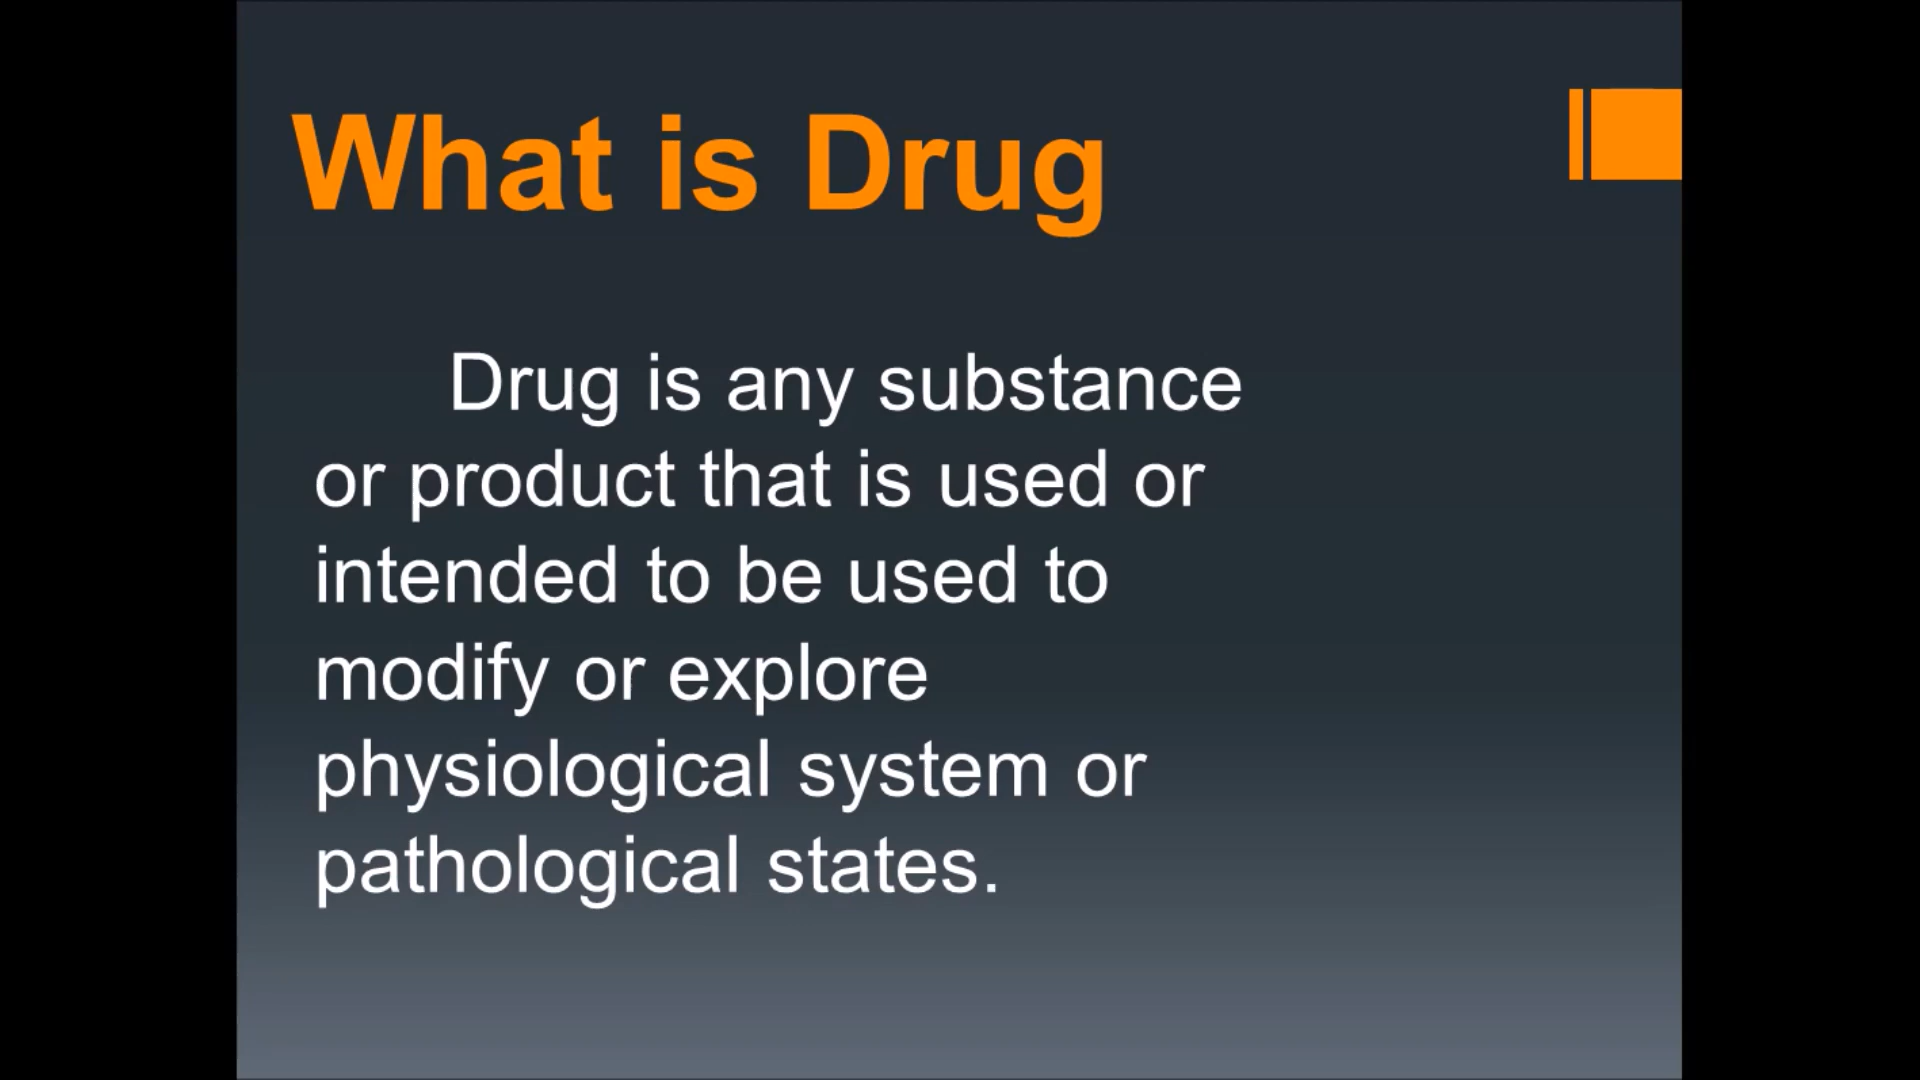 What is Drug
Drug is any substance
or product that is used or
intended to be used to
modify or explore
physiological system or
pathological states.